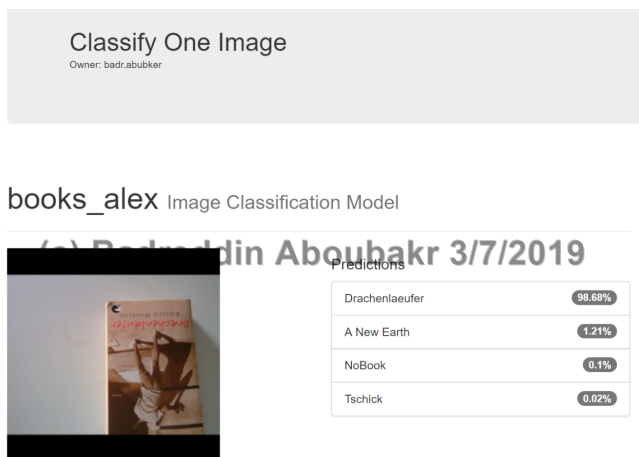 Classify One Image
Owner: badr.abubker
books_alex Image Classification Model
(c) Badreddin Aboubakr 3/7/2019
Predictions
Drachenlaeufer 98.68%
A New Earth 1.21%
NoBook 0.1%
Tschick 0.02%
Drachenläufer